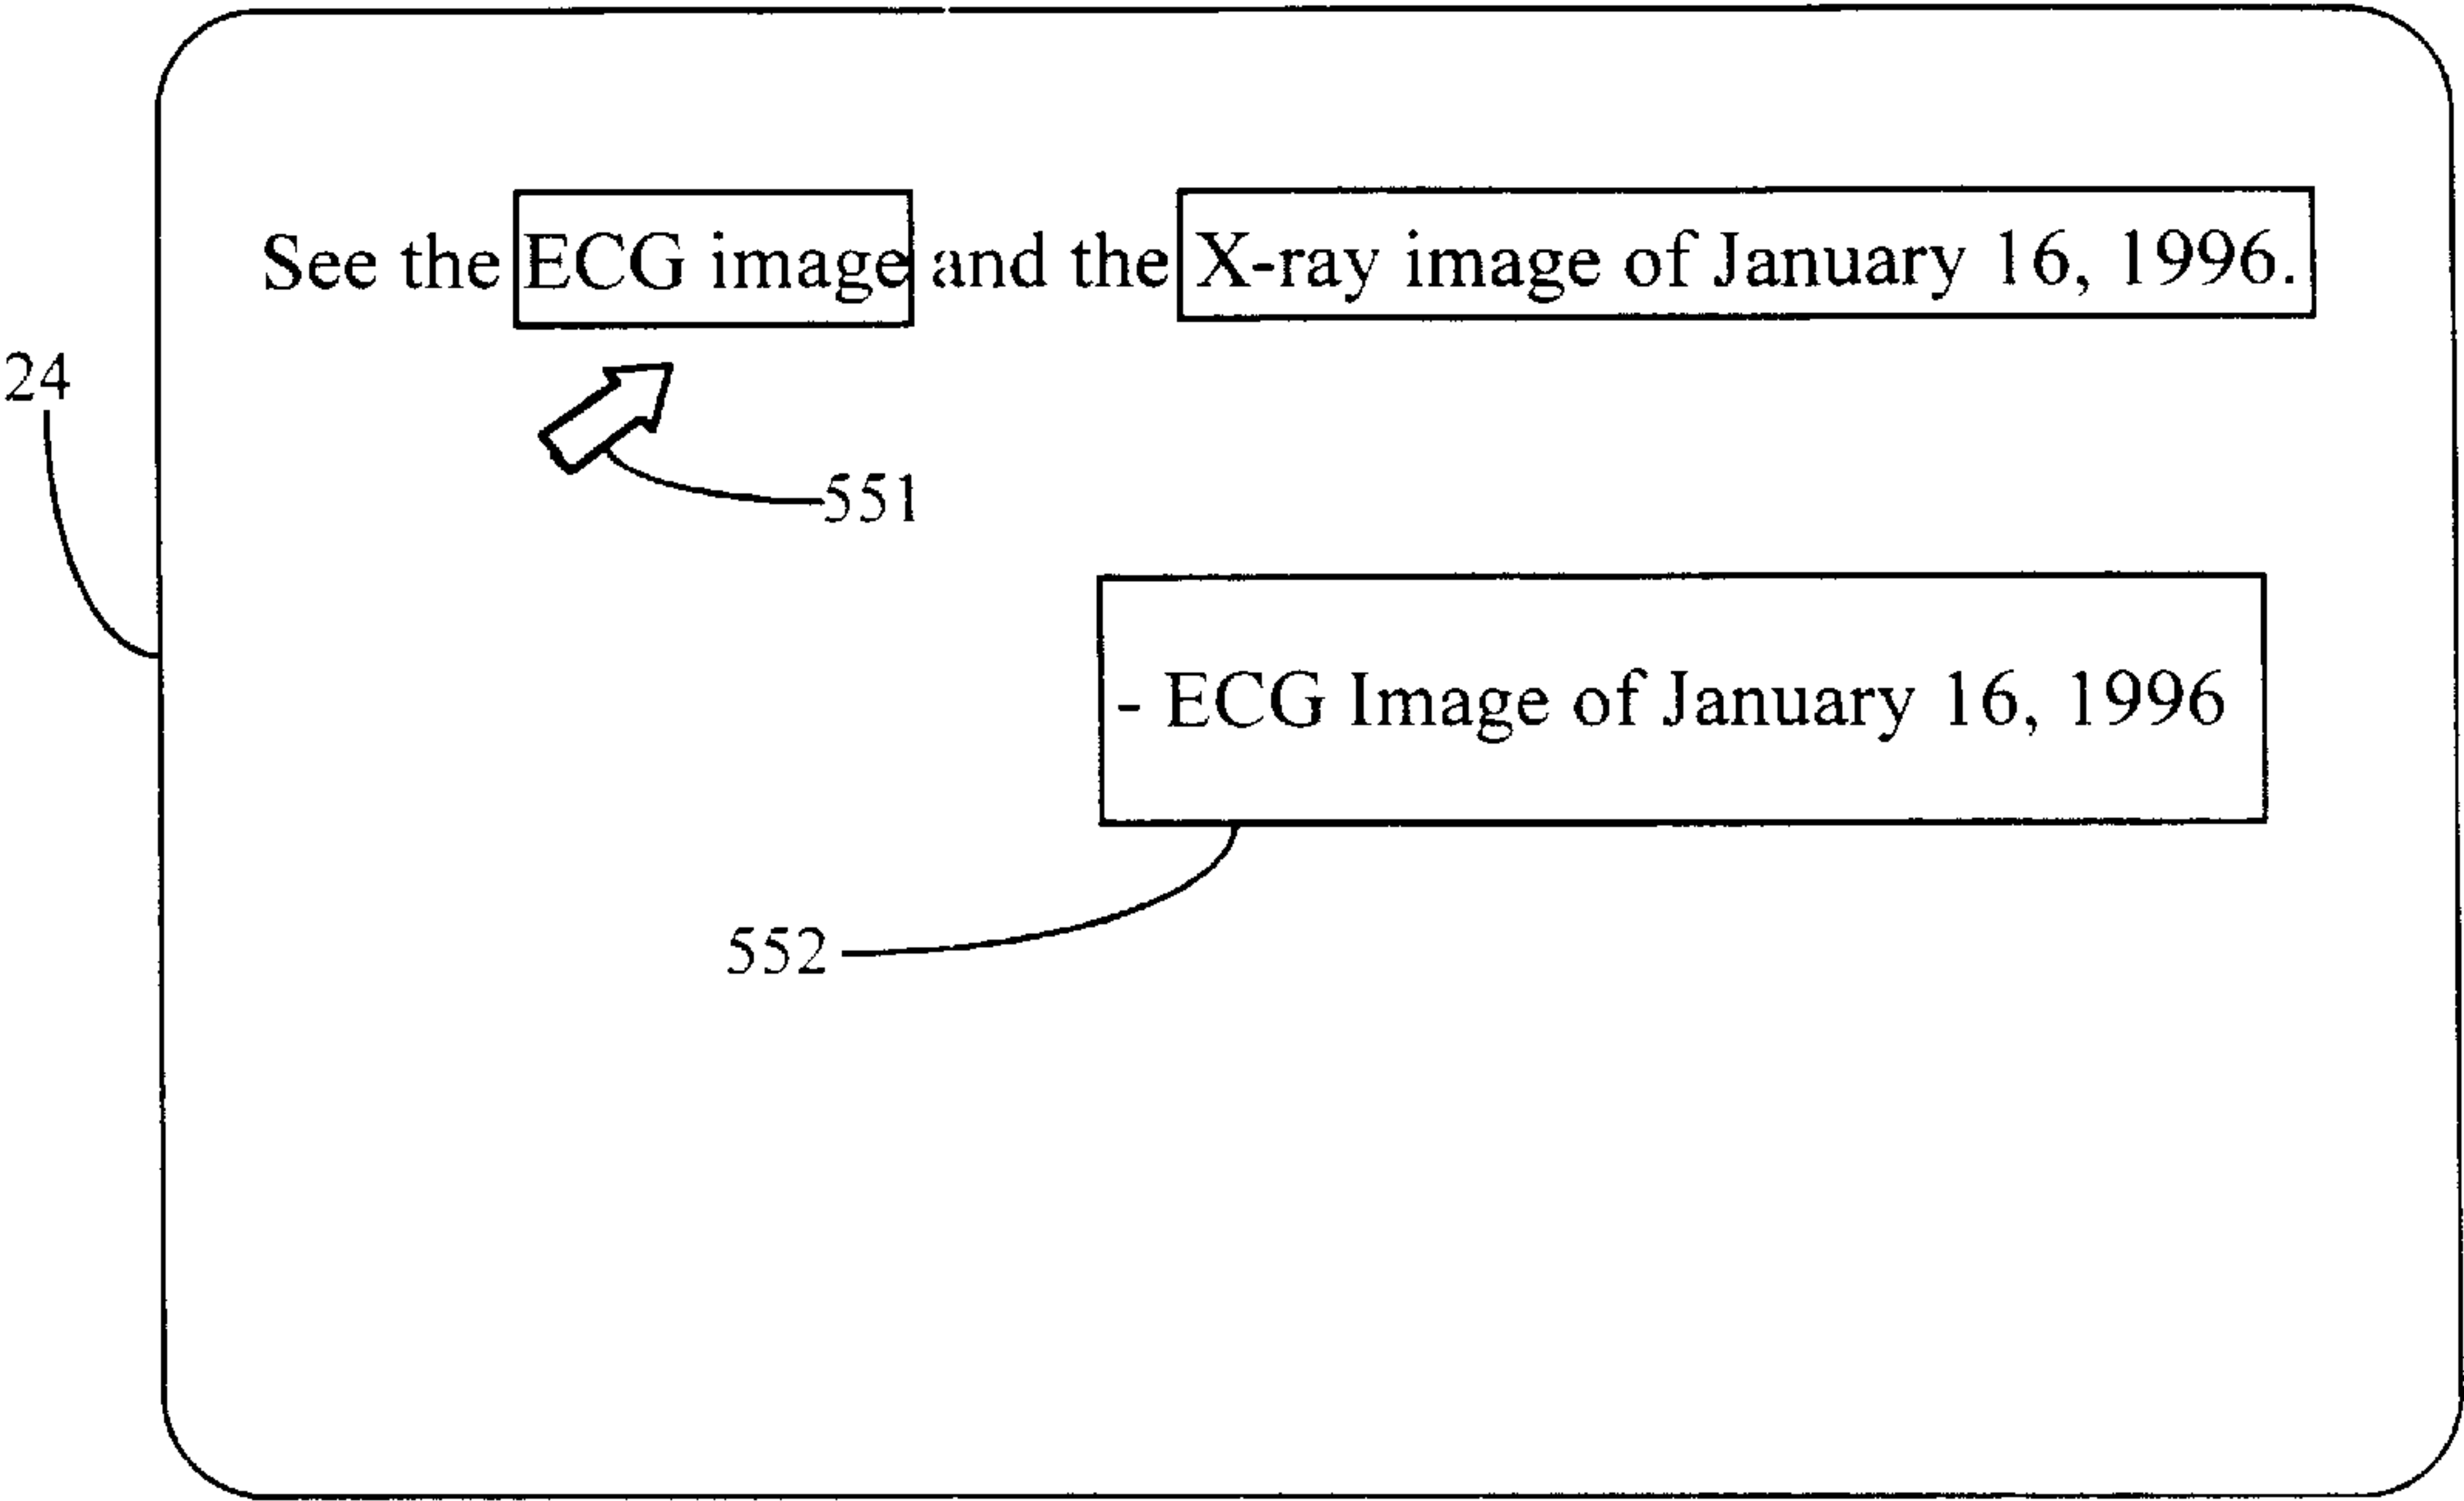 See the ECG image and the X-ray image of January 16, 1996.
24
551
- ECG Image of January 16, 1996
552